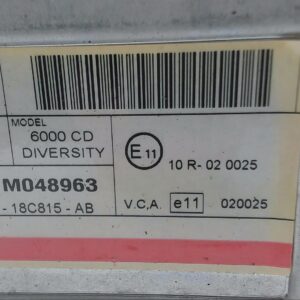 MODEL
6000 CD
DIVERSITY
E11
10 R- 02 0025
M048963
- 18C815 - AB
V.C.A. e11 020025